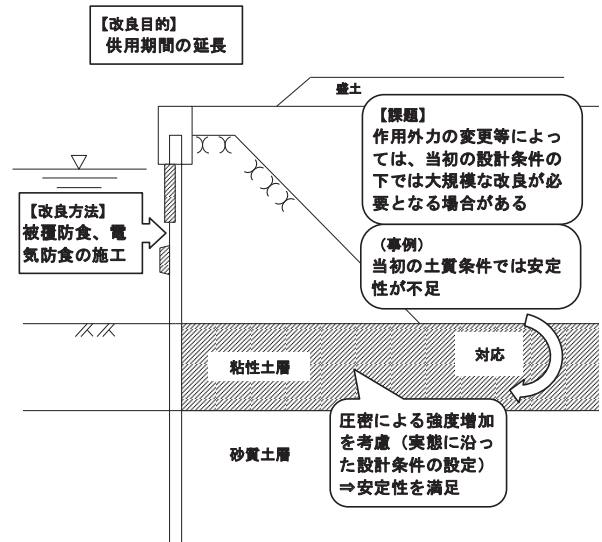 【改良目的】
供用期間の延長
盛土
【課題】
作用外力の変更等によっ
ては、当初の設計条件の
下では大規模な改良が必
要となる場合がある
【改良方法】
被覆防食、電
気防食の施工
(事例)
当初の土質条件では安定
性が不足
粘性土層
対応
圧密による強度増加
を考慮(実態に沿っ
た設計条件の設定)
⇒安定性を満足
砂質土層